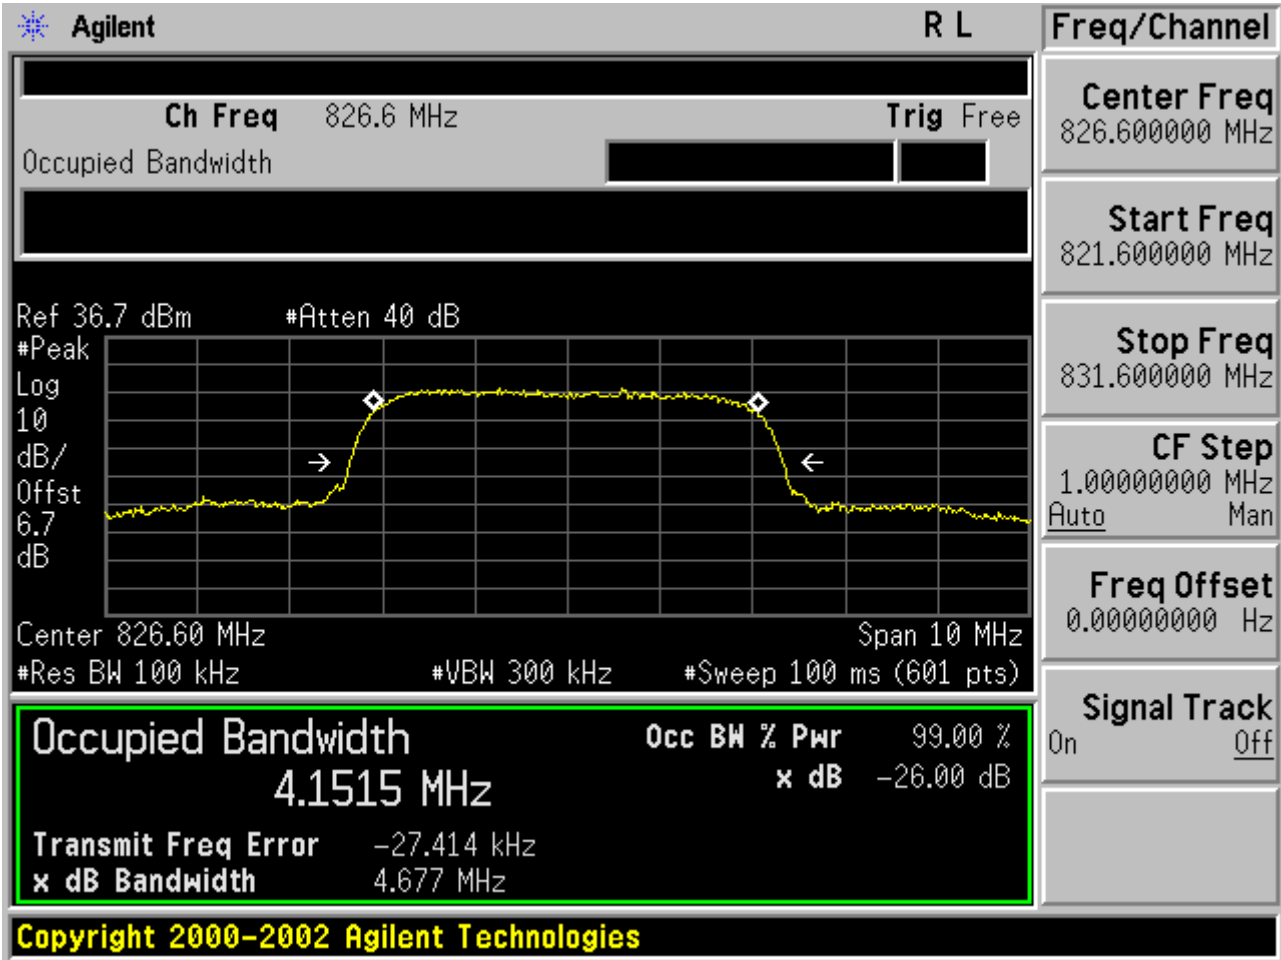 Agilent R L
Ch Freq 826.6 MHz Trig Free
Occupied Bandwidth
Ref 36.7 dBm #Atten 40 dB
#Peak
Log
10
dB/
Offst
6.7
dB
Center 826.60 MHz Span 10 MHz
#Res BW 100 kHz #VBW 300 kHz #Sweep 100 ms (601 pts)
Occupied Bandwidth Occ BW % Pwr 99.00 %
4.1515 MHz x dB -26.00 dB
Transmit Freq Error -27.414 kHz
x dB Bandwidth 4.677 MHz
Copyright 2000-2002 Agilent Technologies
Freq/Channel
Center Freq
826.600000 MHz
Start Freq
821.600000 MHz
Stop Freq
831.600000 MHz
CF Step
1.00000000 MHz
Auto Man
Freq Offset
0.00000000 Hz
Signal Track
On Off